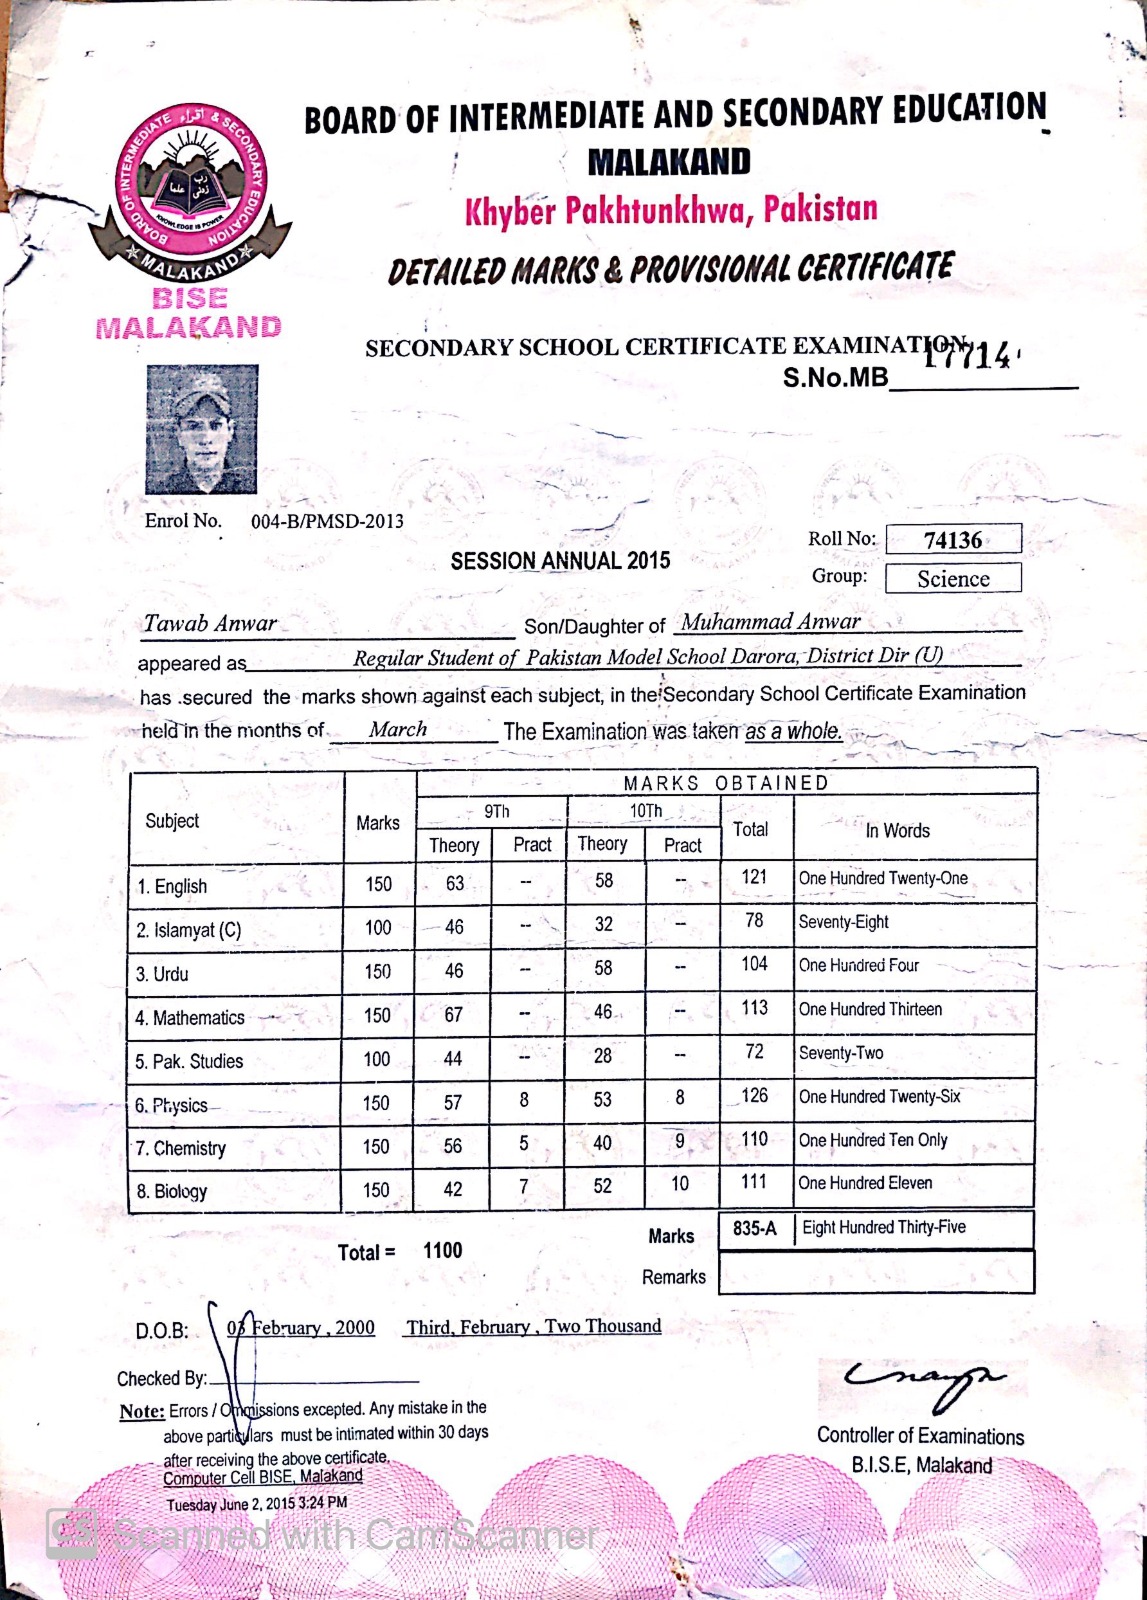 BOARD OF INTERMEDIATE & SECONDARY EDUCATION
اقراء
رب زدنی علما
KNOWLEDGE IS POWER
MALAKAND
BISE
MALAKAND
BOARD OF INTERMEDIATE AND SECONDARY EDUCATION
MALAKAND
Khyber Pakhtunkhwa, Pakistan
DETAILED MARKS & PROVISIONAL CERTIFICATE
SECONDARY SCHOOL CERTIFICATE EXAMINATION
S.No.MB 17714
Enrol No. 004-B/PMSD-2013
Roll No: 74136
SESSION ANNUAL 2015
Group: Science
Tawab Anwar Son/Daughter of Muhammad Anwar
appeared as Regular Student of Pakistan Model School Darora, District Dir (U)
has secured the marks shown against each subject, in the Secondary School Certificate Examination
held in the months of March The Examination was taken as a whole.
Subject Marks MARKS OBTAINED
9Th 10Th Total In Words
Theory Pract Theory Pract
1. English 150 63 -- 58 -- 121 One Hundred Twenty-One
2. Islamyat (C) 100 46 -- 32 -- 78 Seventy-Eight
3. Urdu 150 46 -- 58 -- 104 One Hundred Four
4. Mathematics 150 67 -- 46 -- 113 One Hundred Thirteen
5. Pak. Studies 100 44 -- 28 -- 72 Seventy-Two
6. Physics 150 57 8 53 8 126 One Hundred Twenty-Six
7. Chemistry 150 56 5 40 9 110 One Hundred Ten Only
8. Biology 150 42 7 52 10 111 One Hundred Eleven
Total = 1100 Marks 835-A Eight Hundred Thirty-Five
Remarks
D.O.B: 03 February , 2000 Third, February , Two Thousand
Checked By:
Note: Errors / Ommissions excepted. Any mistake in the
above particulars must be intimated within 30 days
after receiving the above certificate.
Computer Cell BISE, Malakand
Tuesday June 2, 2015 3:24 PM
Controller of Examinations
B.I.S.E, Malakand
CS Scanned with CamScanner